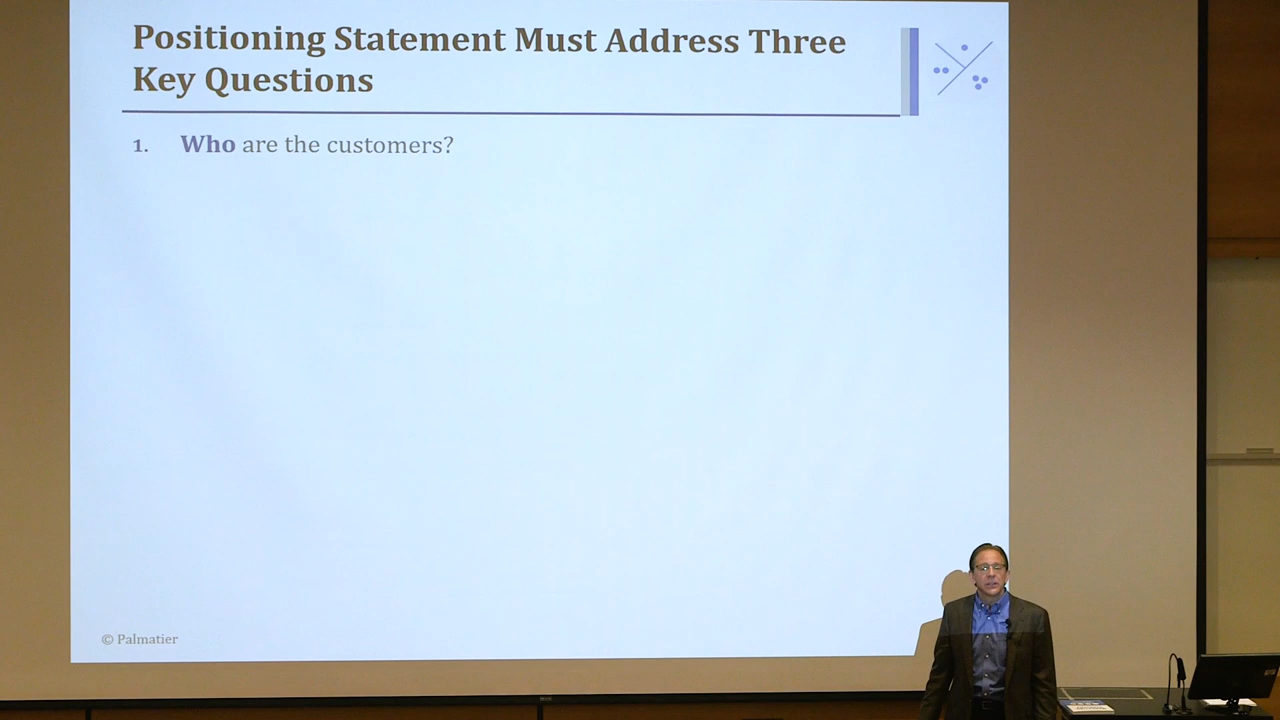 Positioning Statement Must Address Three
Key Questions
1. Who are the customers?
© Palmatier